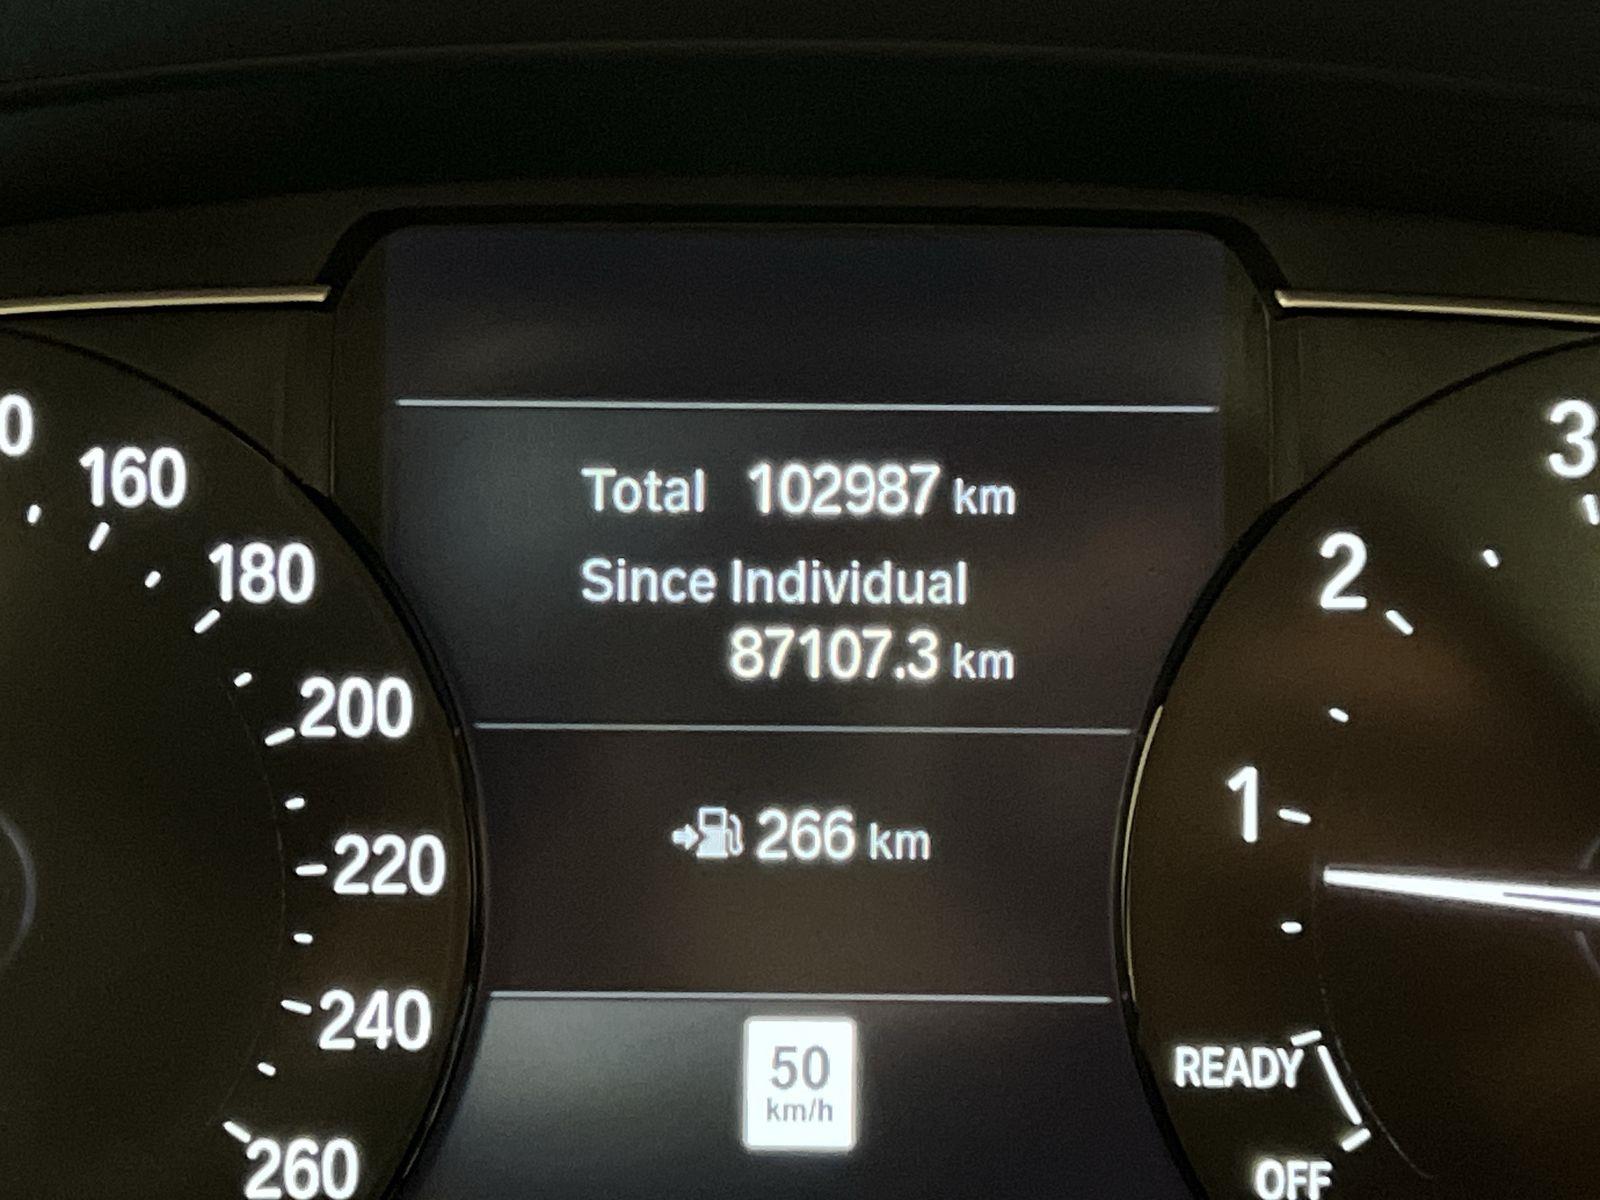 Total 102987 km
Since Individual
87107.3 km
266 km
50
km/h
0
160
180
200
220
240
260
3
2
1
READY
OFF